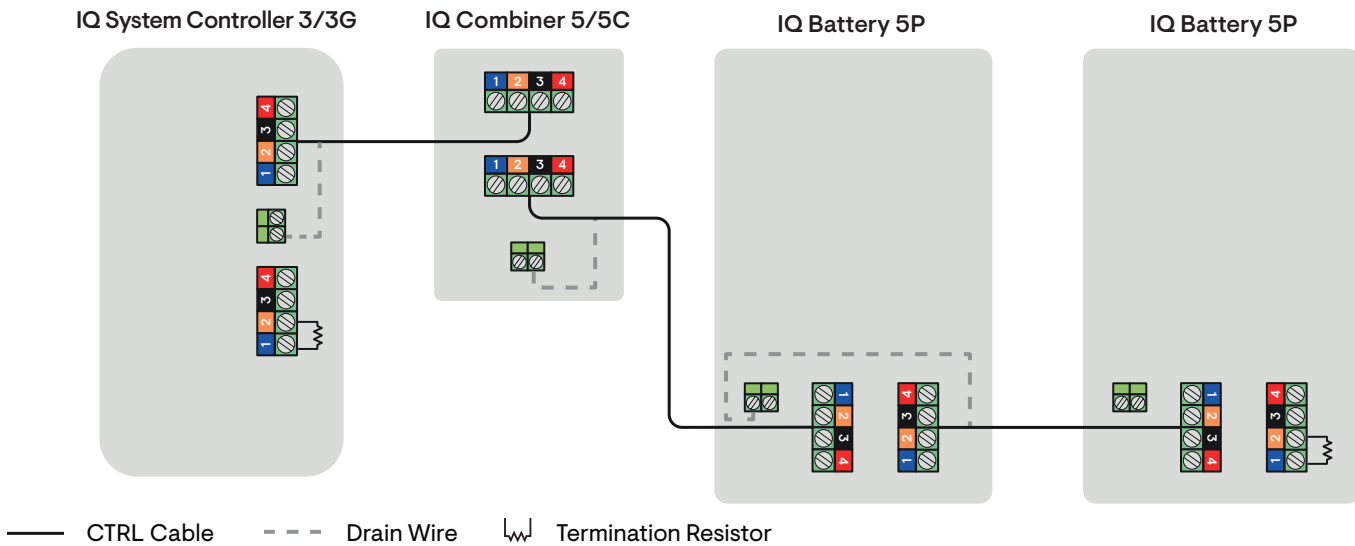 IQ System Controller 3/3G
IQ Combiner 5/5C
IQ Battery 5P
IQ Battery 5P
1 2 3 4
4
3
2
1
1 2 3 4
4
3
2
1
1
2
3
4
4
3
2
1
1
2
3
4
4
3
2
1
CTRL Cable
Drain Wire
Termination Resistor